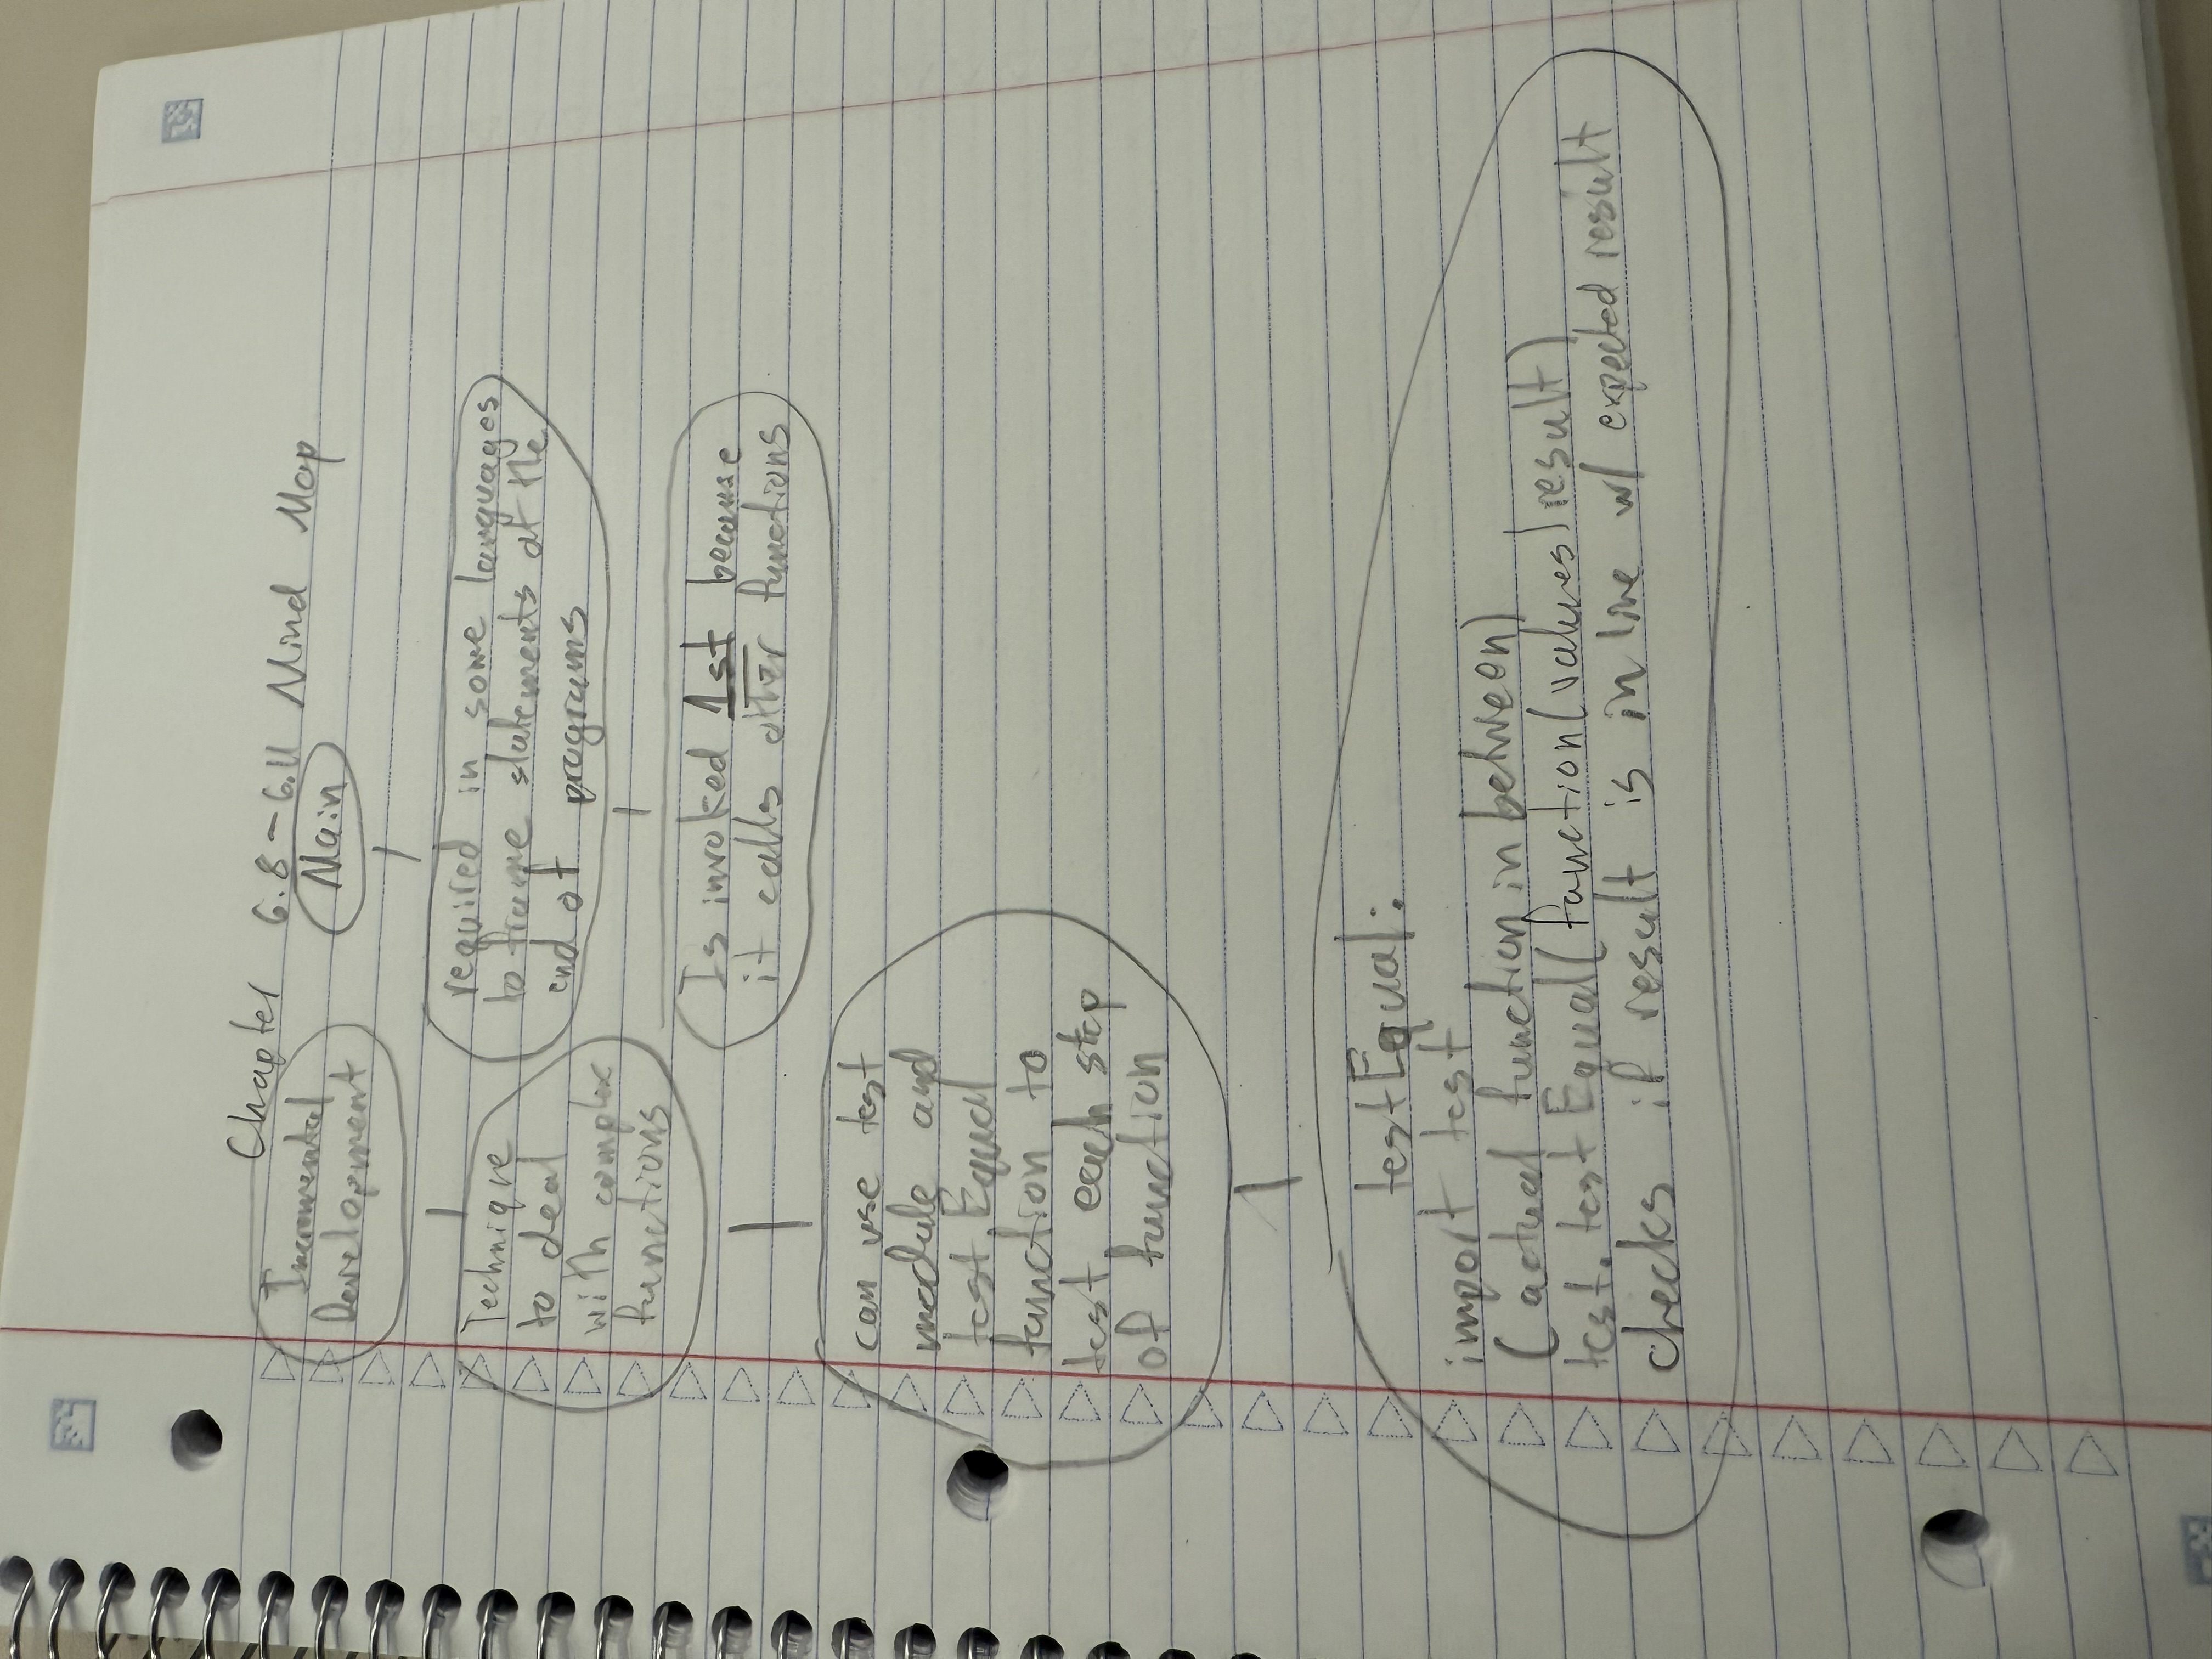 Chapter 6.8-6.11 Mind Map
Incremental
Development
Technique
to deal
with complex
functions
can use test
module and
test.Equal
function to
test each step
of function
testEqual:
import test
(actual function in between)
test.testEqual(function(values) result)
checks if result is in line w/ expected result
Main
required in some languages
to frame statements at the
end of programs
Is invoked 1st because
it calls other functions